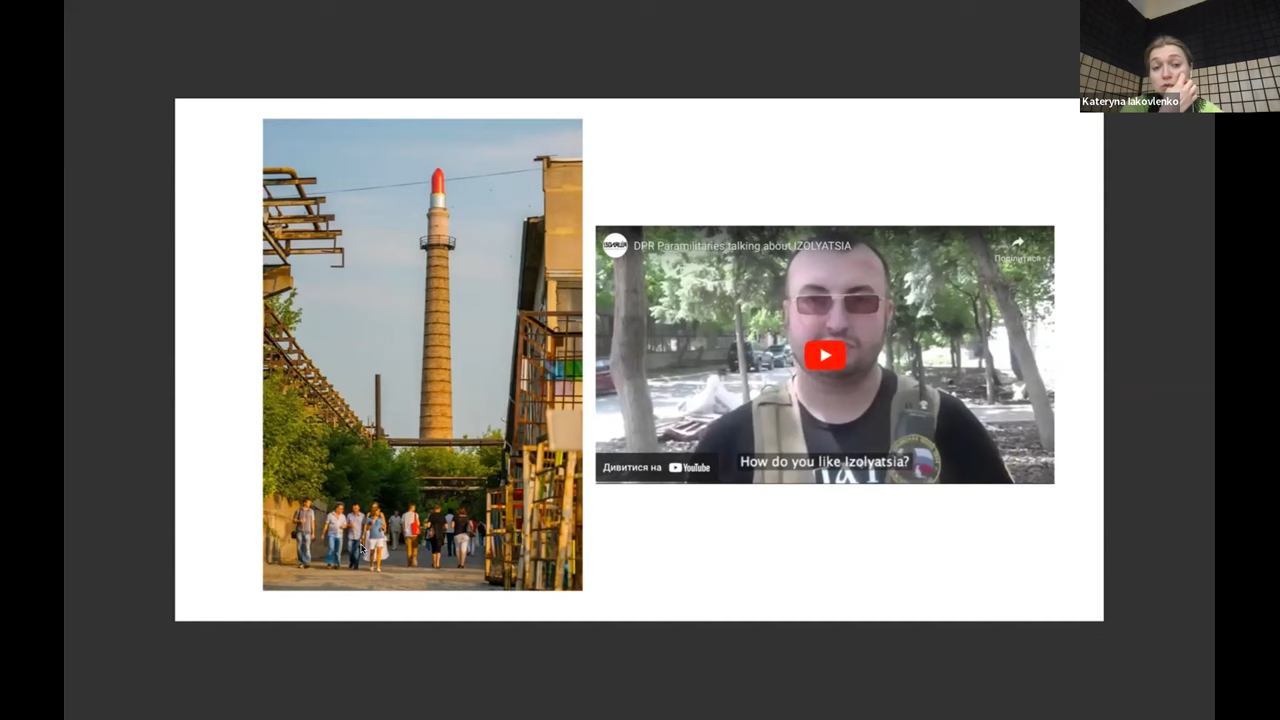 Kateryna Iakovlenko
DPR Paramilitaries talking about IZOLYATSIA
Поділитися
How do you like Izolyatsia?
Дивитися на YouTube